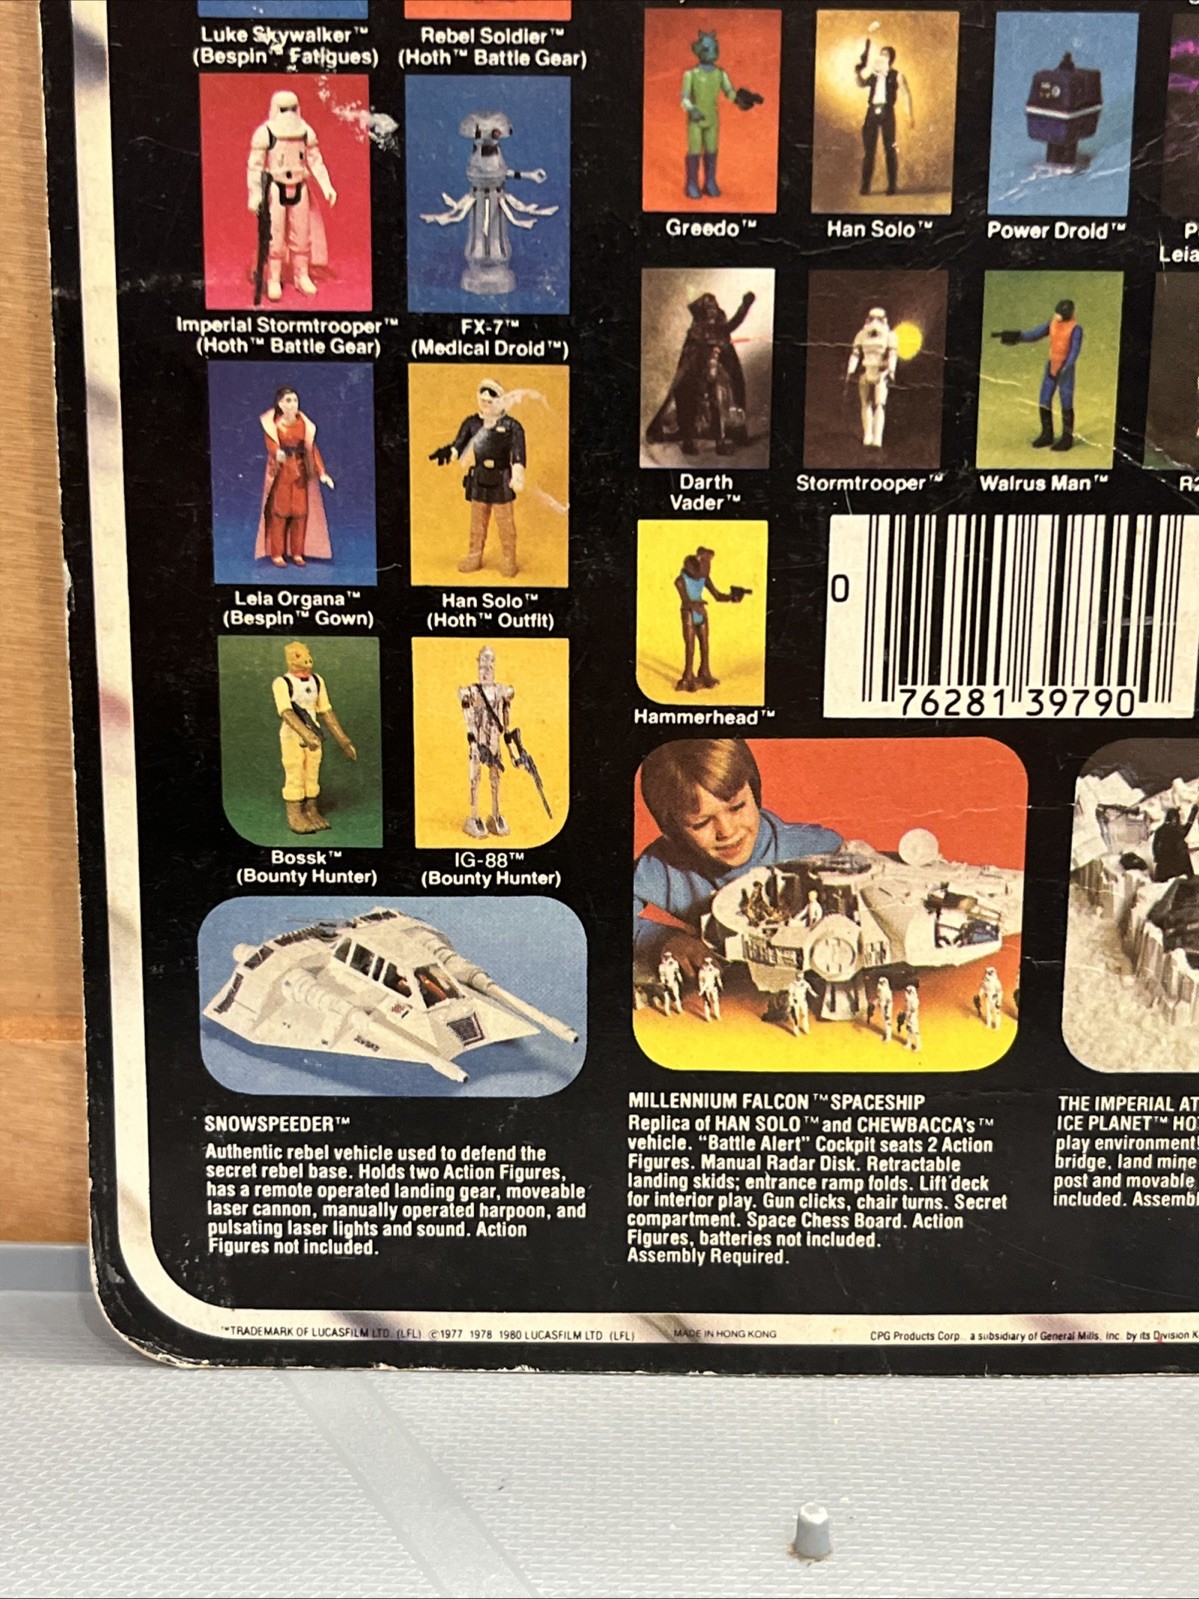 Luke Skywalker™
(Bespin™ Fatigues)
Rebel Soldier™
(Hoth™ Battle Gear)
Imperial Stormtrooper™
(Hoth™ Battle Gear)
FX-7™
(Medical Droid™)
Leia Organa™
(Bespin™ Gown)
Han Solo™
(Hoth™ Outfit)
Bossk™
(Bounty Hunter)
IG-88™
(Bounty Hunter)
Greedo™
Han Solo™
Power Droid™
P
Leia
Darth
Vader™
Stormtrooper™
Walrus Man™
R2
Hammerhead™
0
76281 39790
SNOWSPEEDER™
Authentic rebel vehicle used to defend the
secret rebel base. Holds two Action Figures,
has a remote operated landing gear, moveable
laser cannon, manually operated harpoon, and
pulsating laser lights and sound. Action
Figures not included.
MILLENNIUM FALCON™ SPACESHIP
Replica of HAN SOLO™ and CHEWBACCA's™
vehicle. "Battle Alert" Cockpit seats 2 Action
Figures. Manual Radar Disk. Retractable
landing skids; entrance ramp folds. Lift deck
for interior play. Gun clicks, chair turns. Secret
compartment. Space Chess Board. Action
Figures, batteries not included.
Assembly Required.
THE IMPERIAL AT
ICE PLANET™ HO
play environment!
bridge, land mine
post and movable
included. Assembl
™TRADEMARK OF LUCASFILM LTD. (LFL) ©1977 1978 1980 LUCASFILM LTD (LFL)
MADE IN HONG KONG
CPG Products Corp. a subsidiary of General Mills, Inc. by its Division K